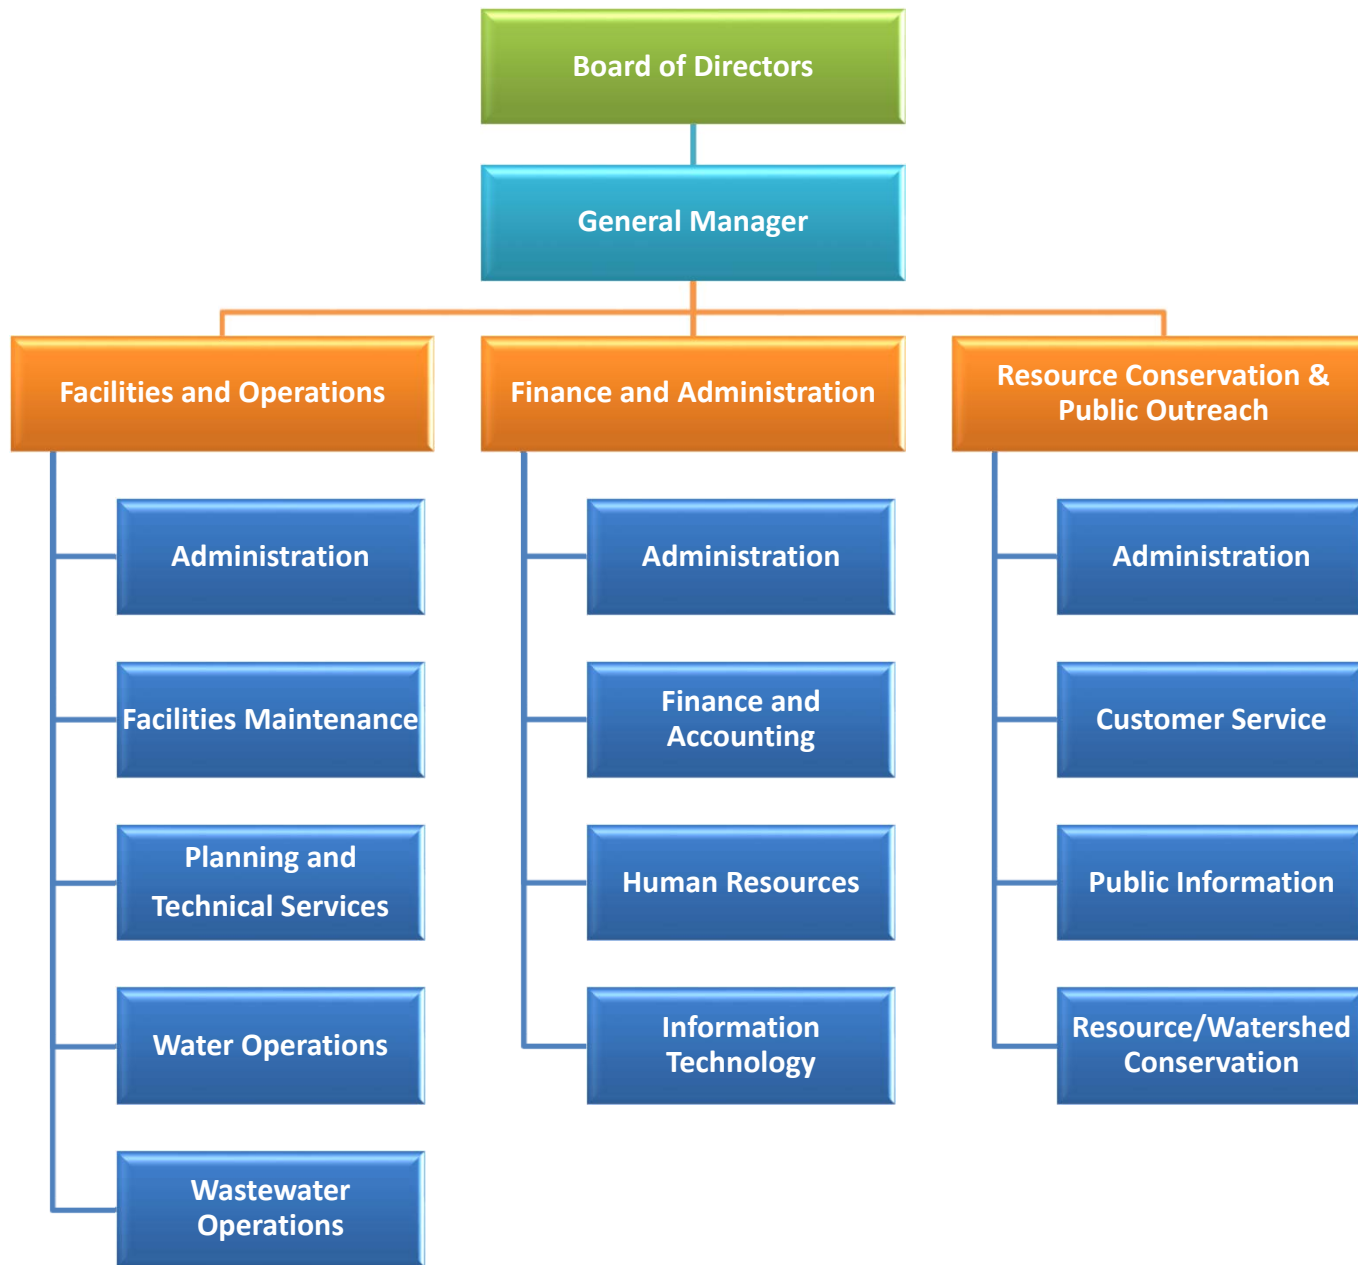 Board of Directors
General Manager
Facilities and Operations
Administration
Facilities Maintenance
Planning and
Technical Services
Water Operations
Wastewater
Operations
Finance and Administration
Administration
Finance and
Accounting
Human Resources
Information
Technology
Resource Conservation &
Public Outreach
Administration
Customer Service
Public Information
Resource/Watershed
Conservation